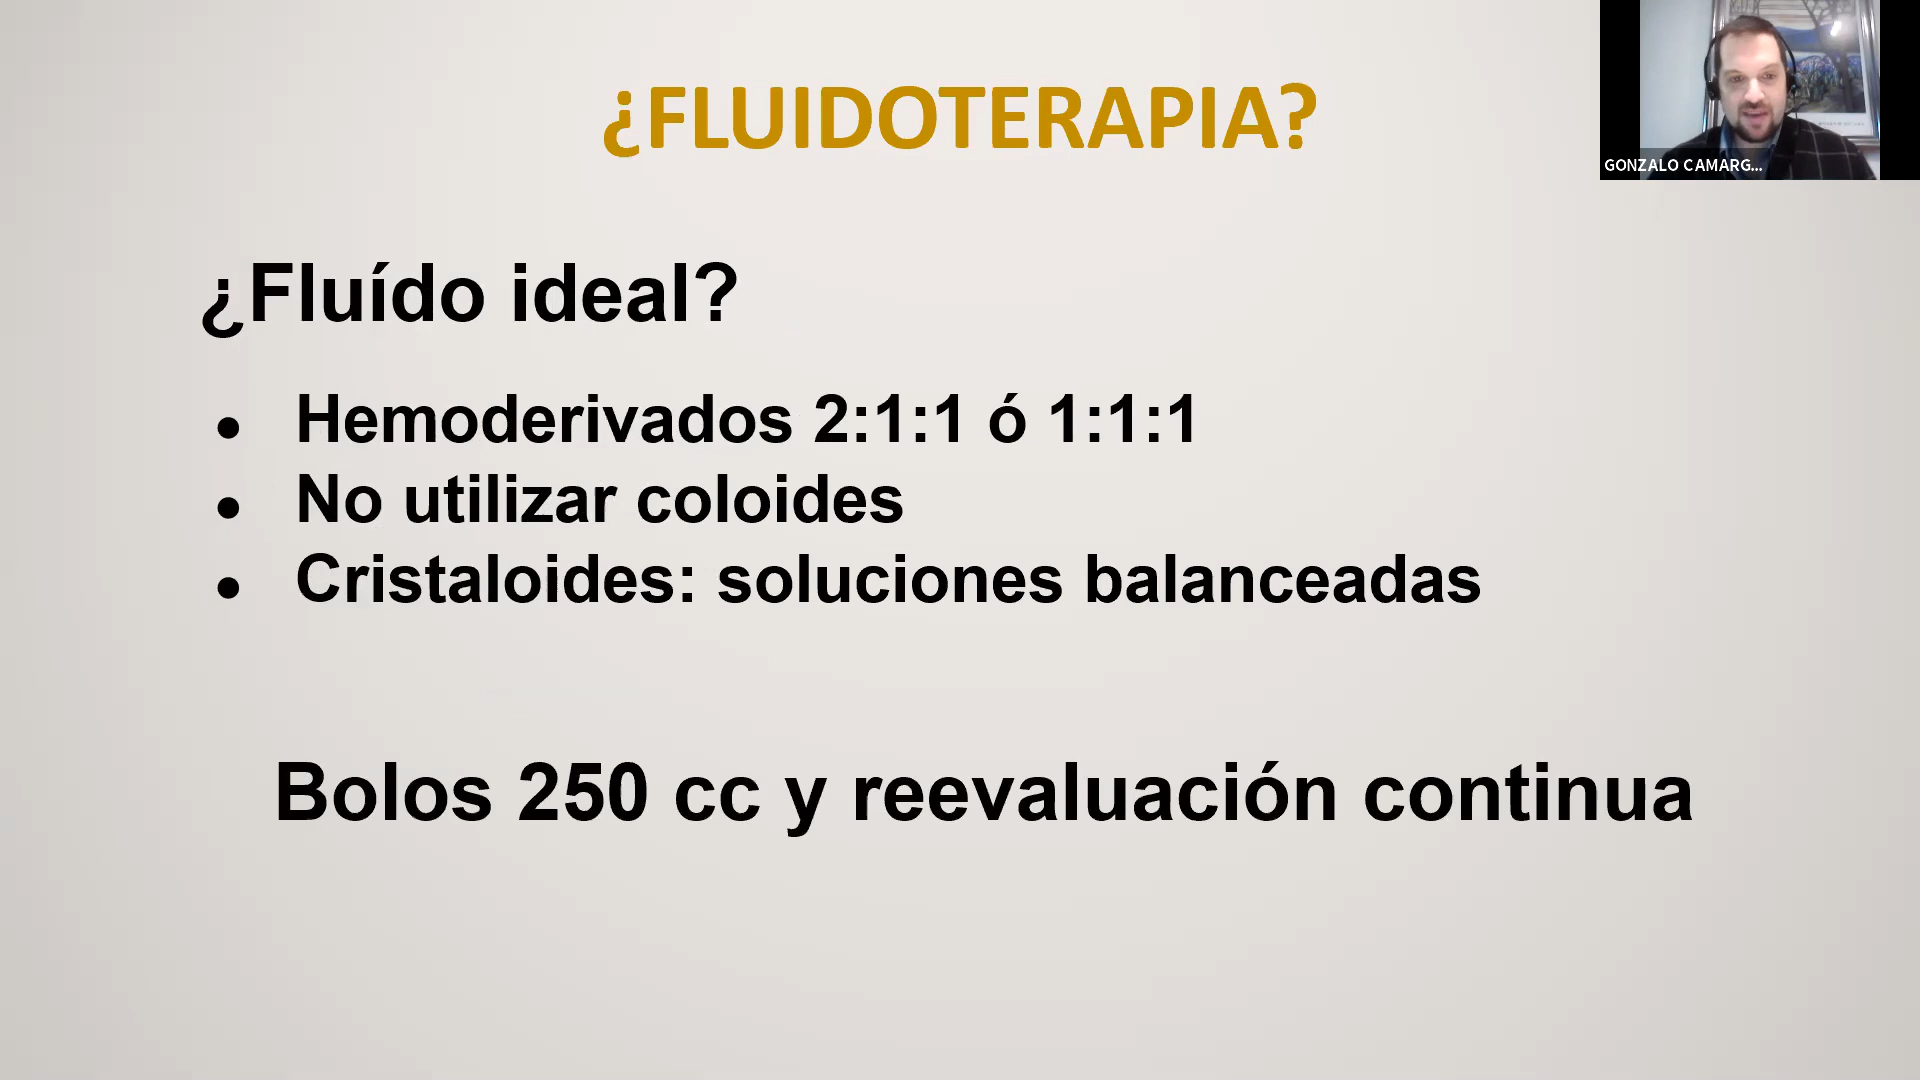 ¿FLUIDOTERAPIA?
GONZALO CAMARG...
¿Fluído ideal?
● Hemoderivados 2:1:1 ó 1:1:1
● No utilizar coloides
● Cristaloides: soluciones balanceadas
Bolos 250 cc y reevaluación continua